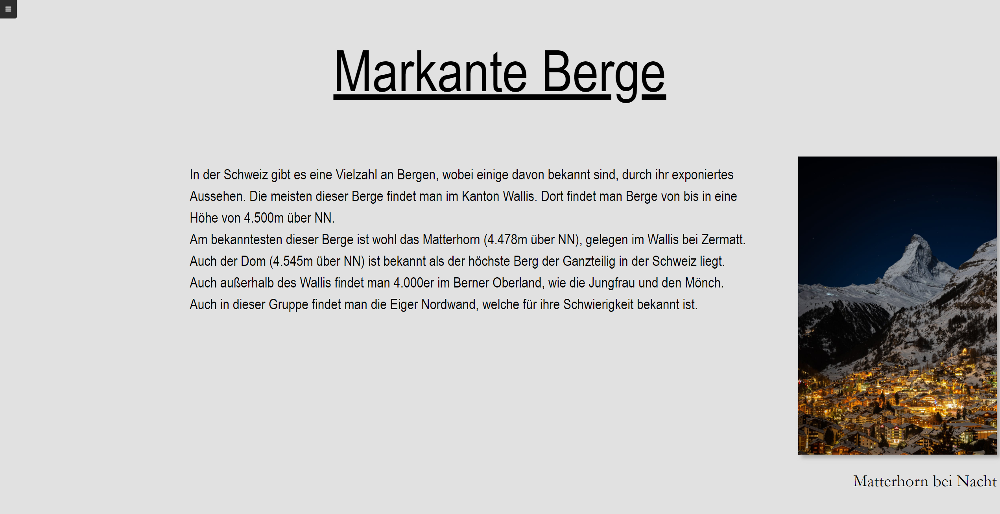 Markante Berge
In der Schweiz gibt es eine Vielzahl an Bergen, wobei einige davon bekannt sind, durch ihr exponiertes
Aussehen. Die meisten dieser Berge findet man im Kanton Wallis. Dort findet man Berge von bis in eine
Höhe von 4.500m über NN.
Am bekanntesten dieser Berge ist wohl das Matterhorn (4.478m über NN), gelegen im Wallis bei Zermatt.
Auch der Dom (4.545m über NN) ist bekannt als der höchste Berg der Ganzteilig in der Schweiz liegt.
Auch außerhalb des Wallis findet man 4.000er im Berner Oberland, wie die Jungfrau und den Mönch.
Auch in dieser Gruppe findet man die Eiger Nordwand, welche für ihre Schwierigkeit bekannt ist.
Matterhorn bei Nacht